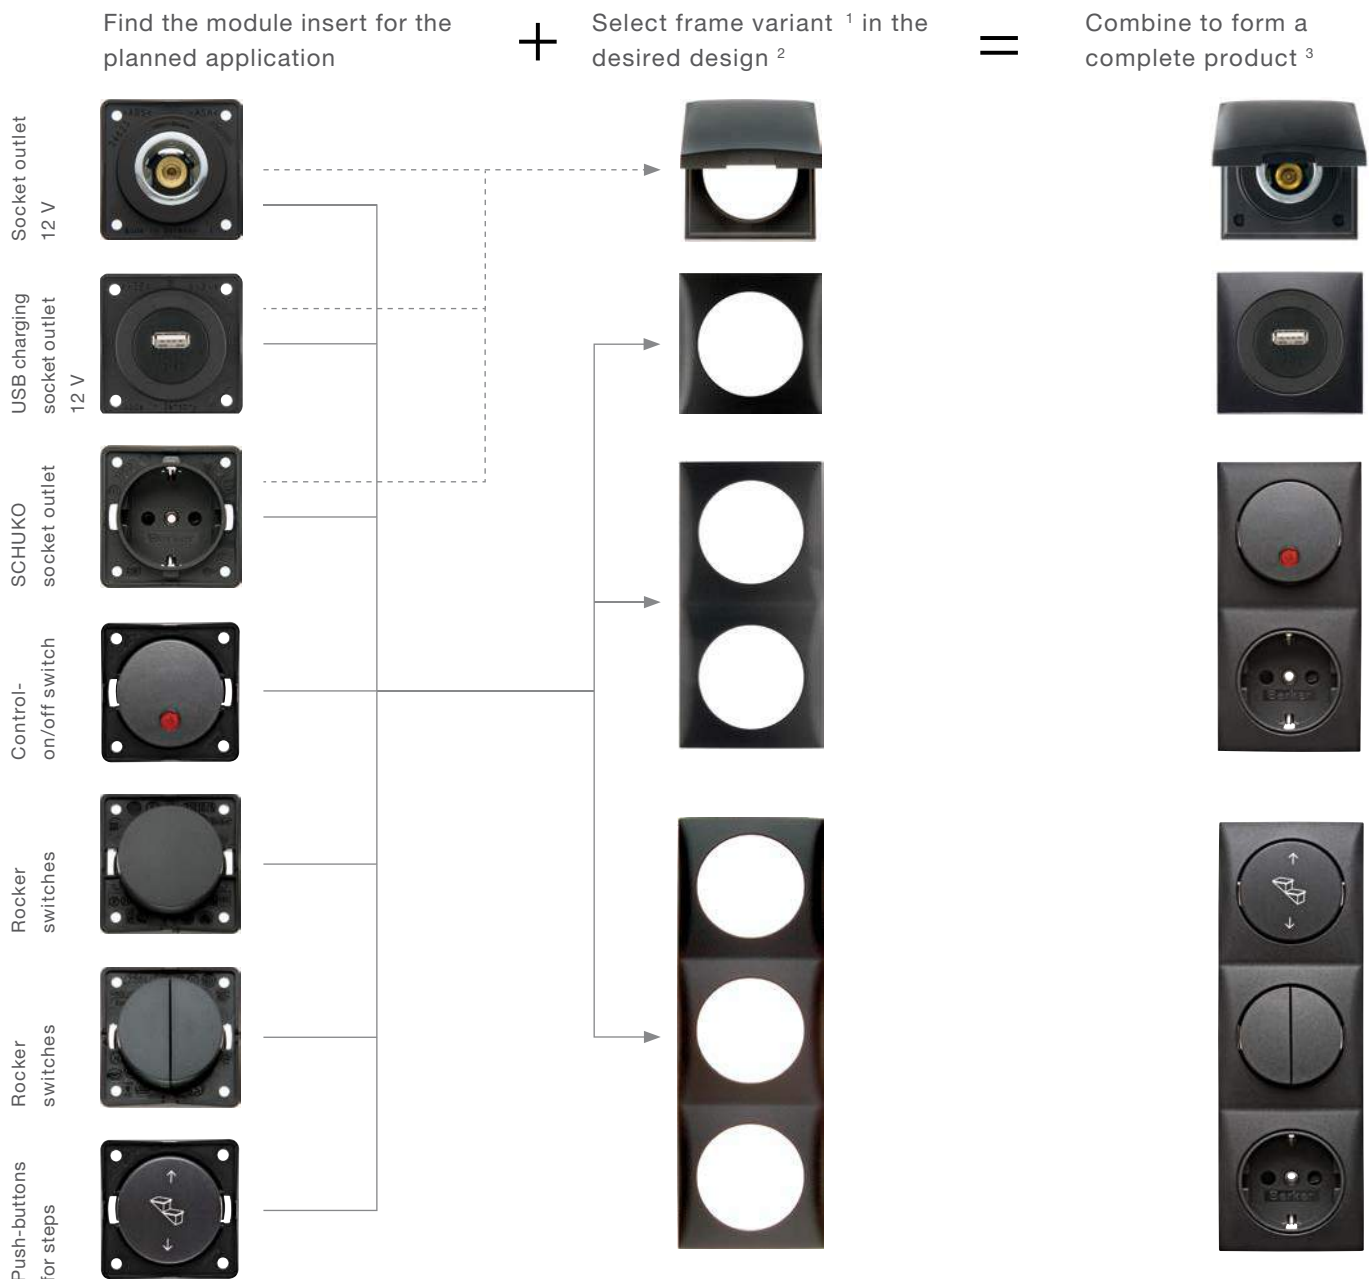 Find the module insert for the
planned application
+
Select frame variant ¹ in the
desired design ²
=
Combine to form a
complete product ³
Socket outlet
12 V
USB charging
socket outlet
12 V
SCHUKO
socket outlet
Control-
on/off switch
Rocker
switches
Rocker
switches
Push-buttons
for steps
Berker
Berker